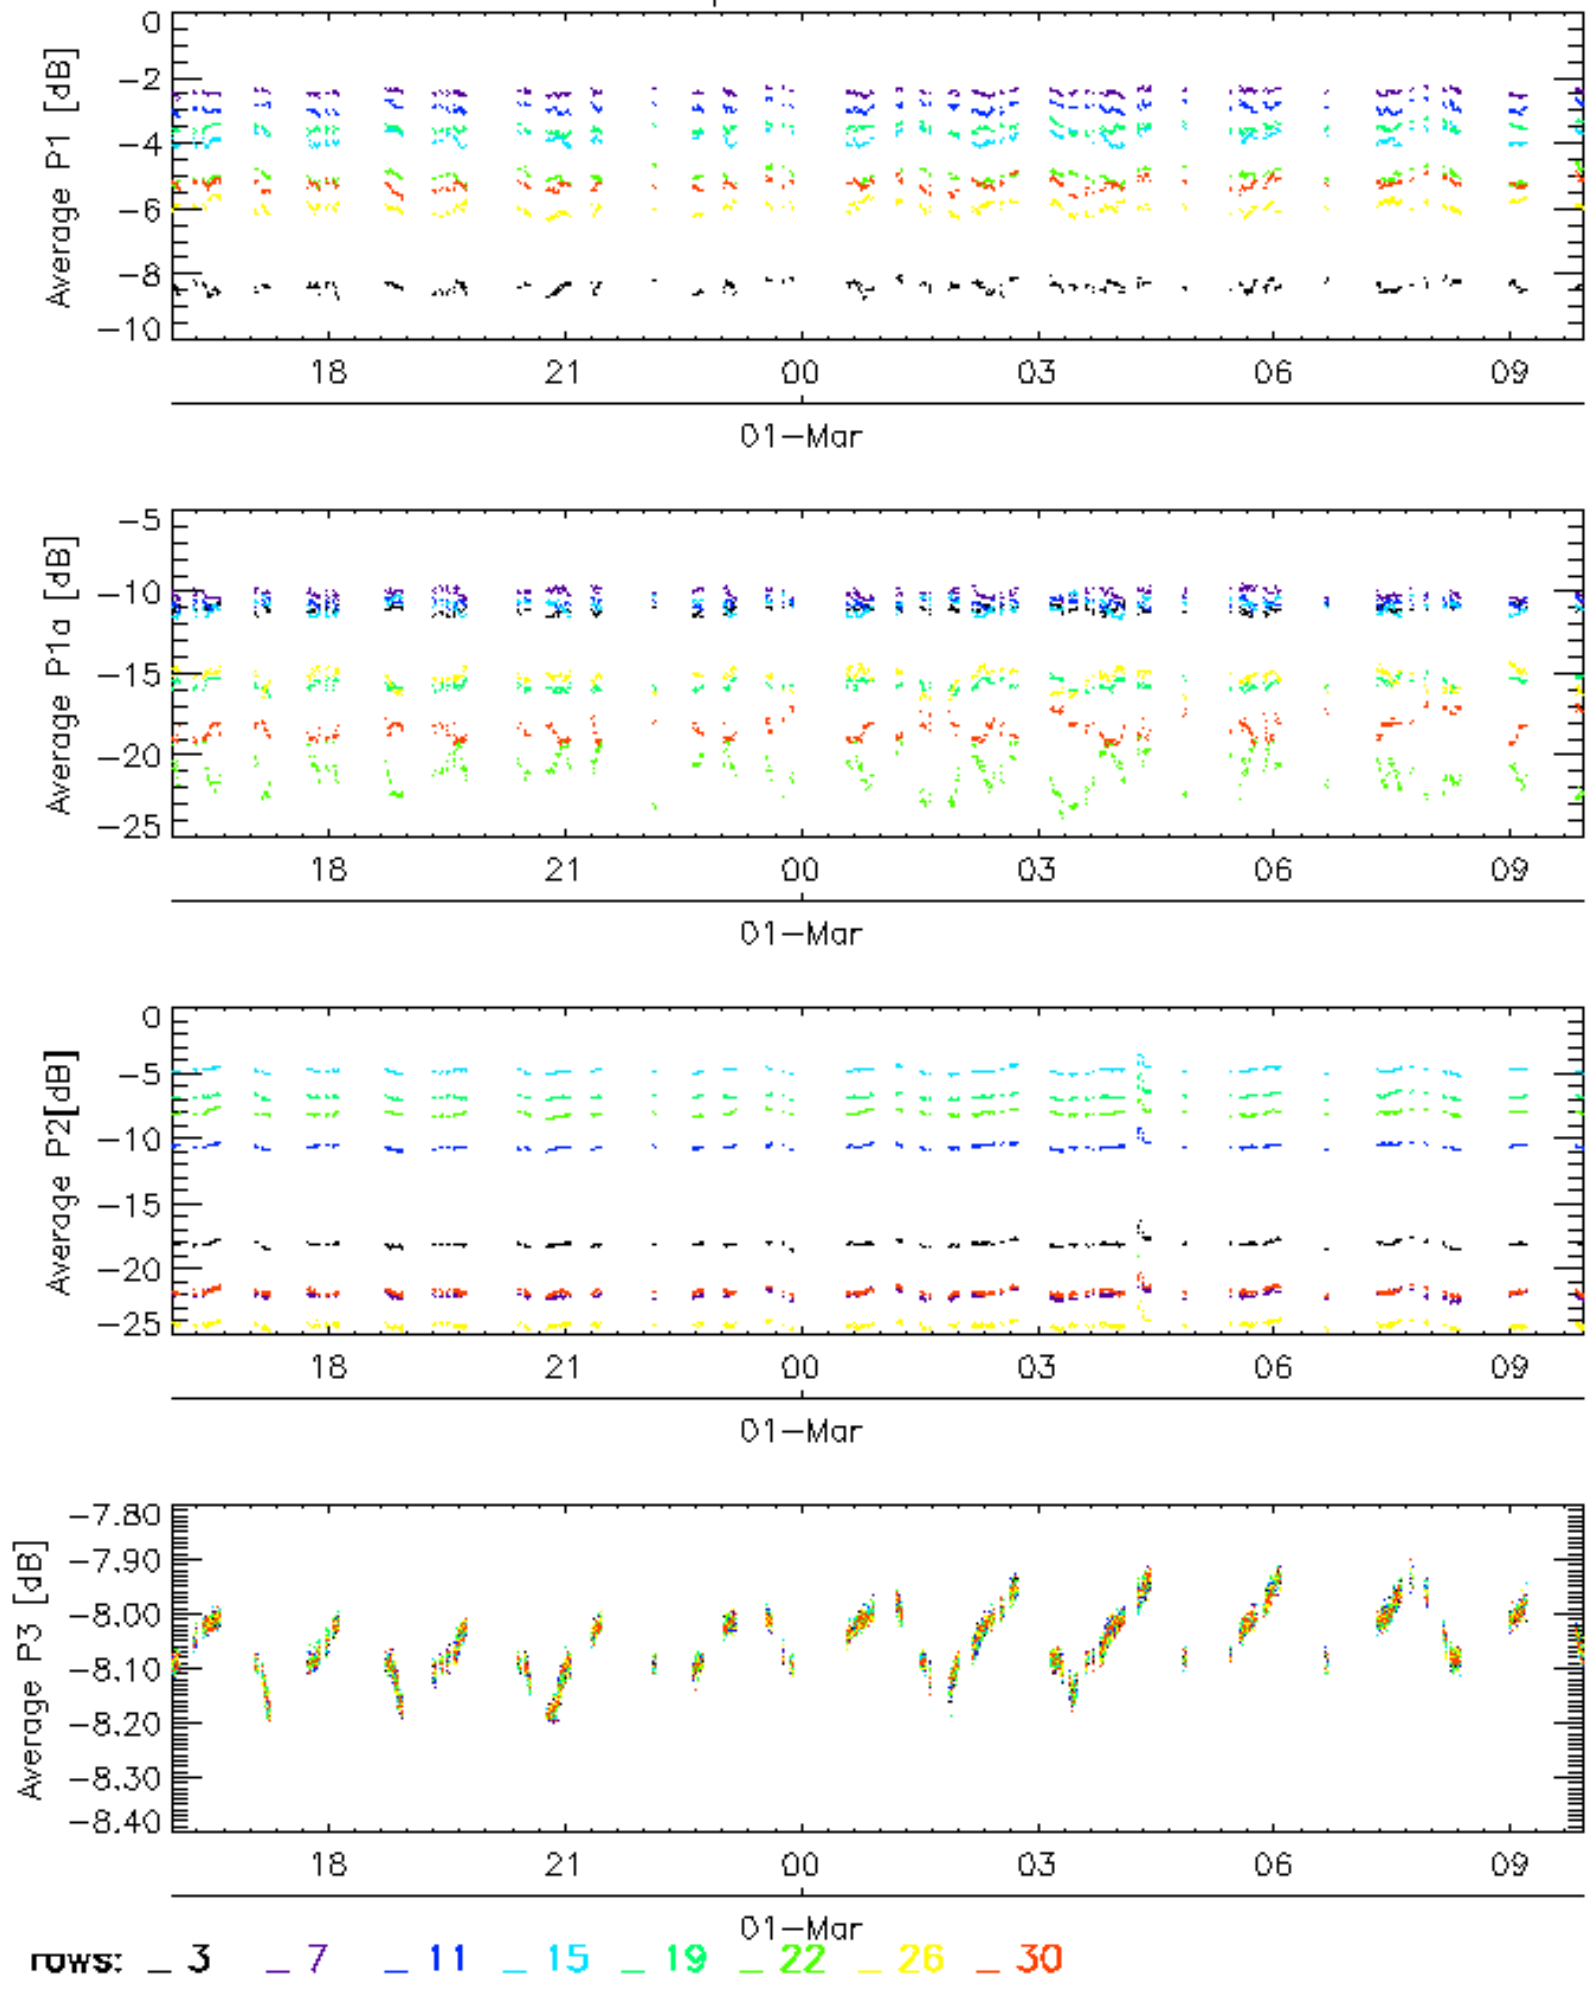 Average P1 [dB]
0
−2
−4
−6
−8
−10
18 21 00 03 06 09
01−Mar
Average P1a [dB]
−5
−10
−15
−20
−25
18 21 00 03 06 09
01−Mar
Average P2[dB]
0
−5
−10
−15
−20
−25
18 21 00 03 06 09
01−Mar
Average P3 [dB]
−7.80
−7.90
−8.00
−8.10
−8.20
−8.30
−8.40
18 21 00 03 06 09
01−Mar
rows: _ 3 _ 7 _ 11 _ 15 _ 19 _ 22 _ 26 _ 30